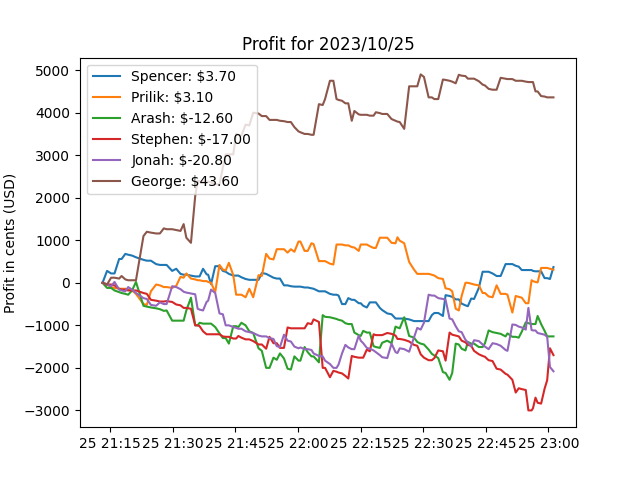 Profit for 2023/10/25
Profit in cents (USD)
5000
4000
3000
2000
1000
0
−1000
−2000
−3000
Spencer: $3.70
Prilik: $3.10
Arash: $-12.60
Stephen: $-17.00
Jonah: $-20.80
George: $43.60
25 21:15
25 21:30
25 21:45
25 22:00
25 22:15
25 22:30
25 22:45
25 23:00